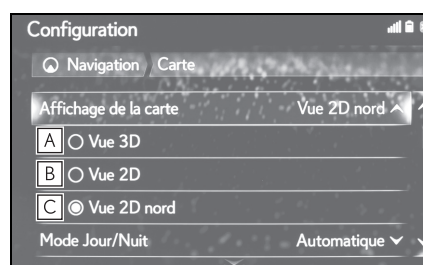 Configuration
Navigation Carte
Affichage de la carte Vue 2D nord
A Vue 3D
B Vue 2D
C Vue 2D nord
Mode Jour/Nuit Automatique